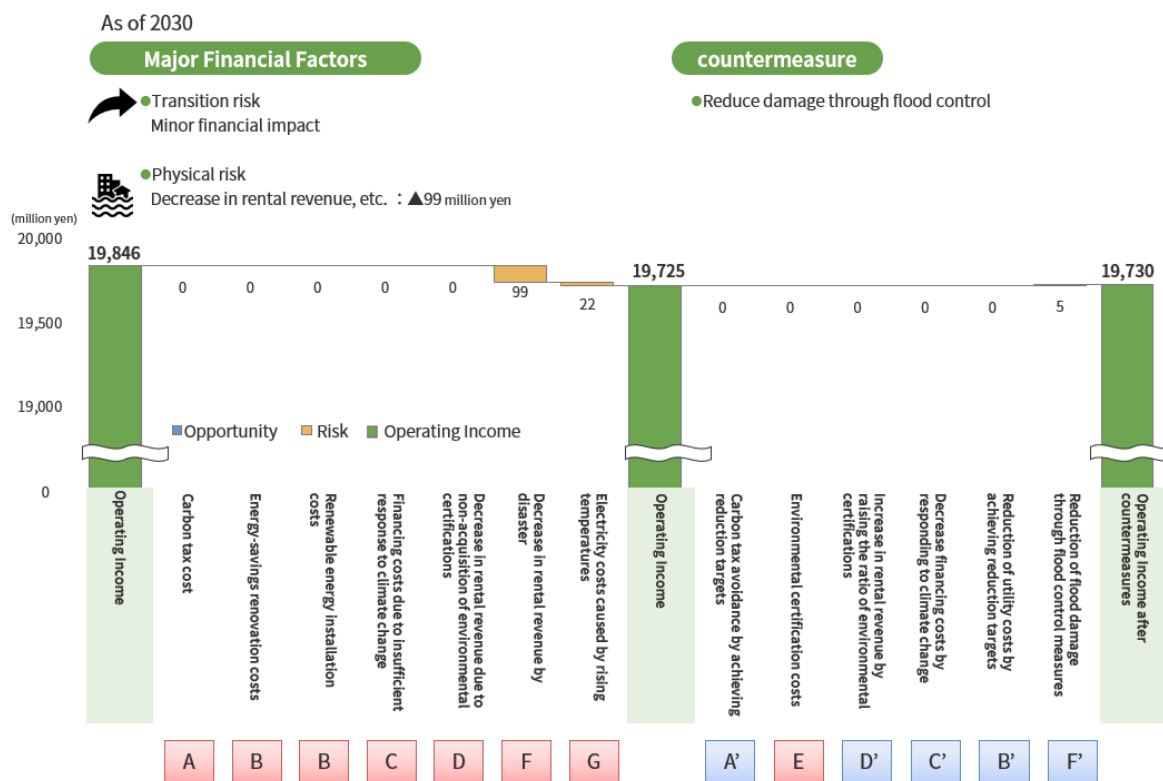 As of 2030
Major Financial Factors
countermeasure
●Transition risk
Minor financial impact
●Reduce damage through flood control
●Physical risk
Decrease in rental revenue, etc. ：▲99 million yen
(million yen)
20,000
19,500
19,000
0
19,846
0
0
0
0
0
99
22
19,725
0
0
0
0
0
5
19,730
Opportunity
Risk
Operating Income
Operating Income
Carbon tax cost
Energy-savings renovation costs
Renewable energy installation
costs
Financing costs due to insufficient
response to climate change
Decrease in rental revenue due to
non-acquisition of environmental
certifications
Decrease in rental revenue by
disaster
Electricity costs caused by rising
temperatures
Operating Income
Carbon tax avoidance by achieving
reduction targets
Environmental certification costs
Increase in rental revenue by
raising the ratio of environmental
certifications
Decrease financing costs by
responding to climate change
Reduction of utility costs by
achieving reduction targets
Reduction of flood damage
through flood control measures
Operating Income after
countermeasures
A
B
B
C
D
F
G
A’
E
D’
C’
B’
F’